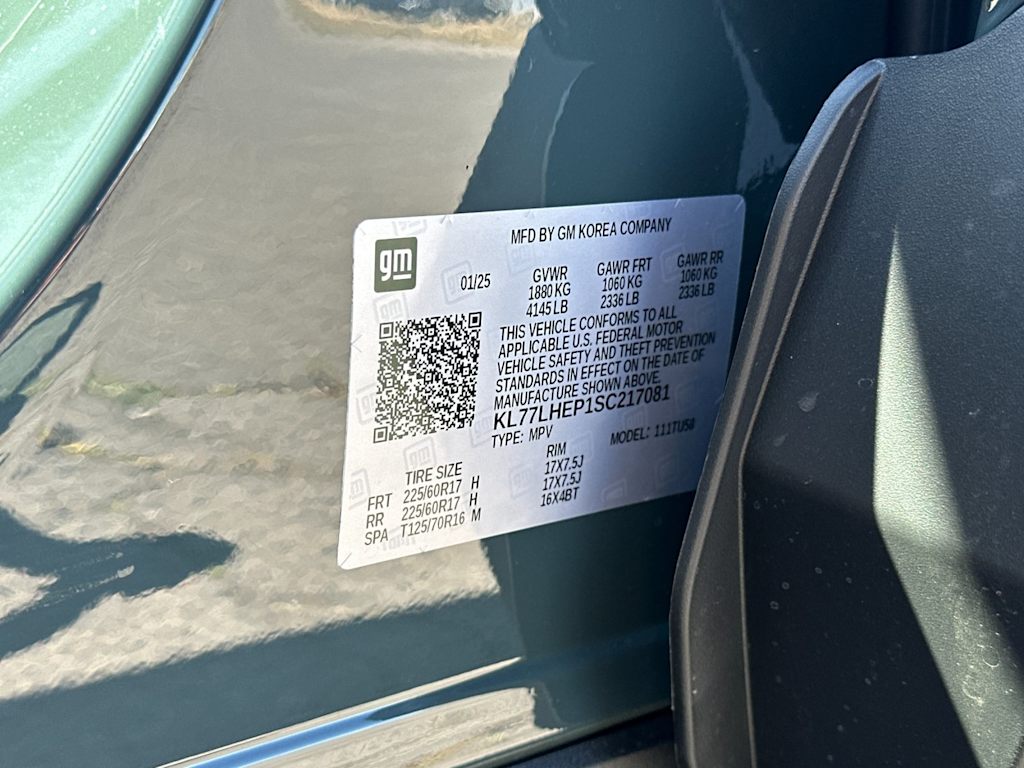 MFD BY GM KOREA COMPANY
gm
01/25
GVWR GAWR FRT GAWR RR
1880 KG 1060 KG 1060 KG
4145 LB 2336 LB 2336 LB
THIS VEHICLE CONFORMS TO ALL
APPLICABLE U.S. FEDERAL MOTOR
VEHICLE SAFETY AND THEFT PREVENTION
STANDARDS IN EFFECT ON THE DATE OF
MANUFACTURE SHOWN ABOVE.
KL77LHEP1SC217081
TYPE: MPV MODEL: 111TU58
TIRE SIZE RIM
FRT 225/60R17 H 17X7.5J
RR 225/60R17 H 17X7.5J
SPA T125/70R16 M 16X4BT